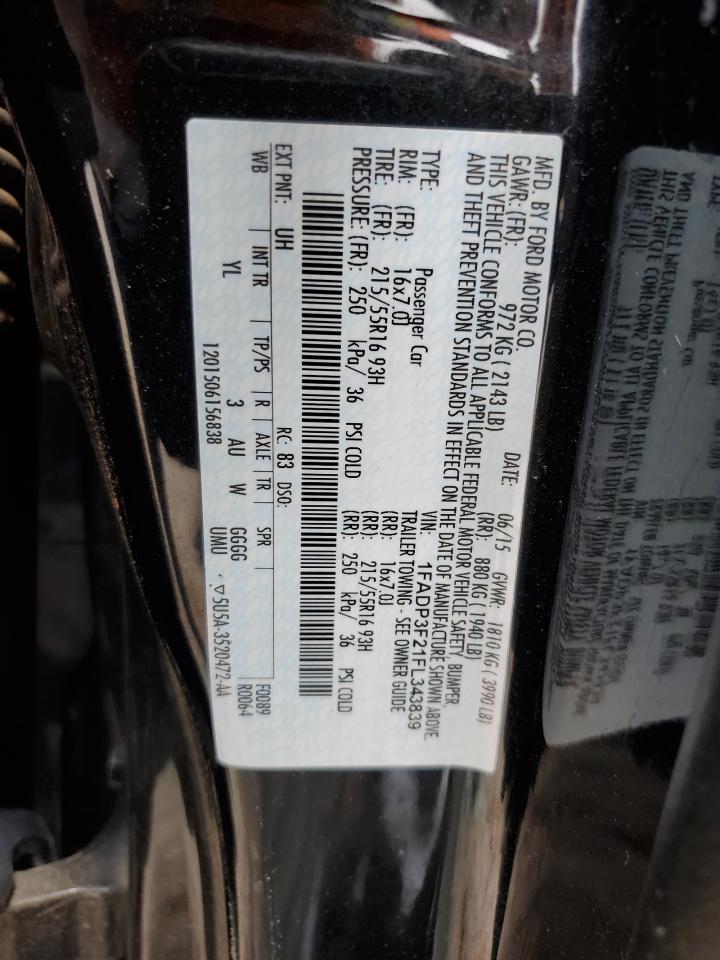 MFD. BY FORD MOTOR CO.
DATE: 06/15 GVWR: 1810 KG ( 3990 LB)
GAWR: (FR): 972 KG ( 2143 LB) (RR): 880 KG ( 1940 LB)
THIS VEHICLE CONFORMS TO ALL APPLICABLE FEDERAL MOTOR VEHICLE SAFETY, BUMPER,
AND THEFT PREVENTION STANDARDS IN EFFECT ON THE DATE OF MANUFACTURE SHOWN ABOVE.
VIN: 1FADP3F21FL343839
TYPE: Passenger Car TRAILER TOWING - SEE OWNER GUIDE
RIM: (FR): 16x7.0J (RR): 16x7.0J
TIRE: (FR): 215/55R16 93H (RR): 215/55R16 93H
PRESSURE: (FR): 250 kPa/ 36 PSI COLD (RR): 250 kPa/ 36 PSI COLD
EXT PNT: UH RC: 83 DSO:
WB INT TR TP/PS R AXLE TR SPR F0089
YL 3 AU W GGGG R0064
1201506156838 UMU ▽5U5A-3520472-AA